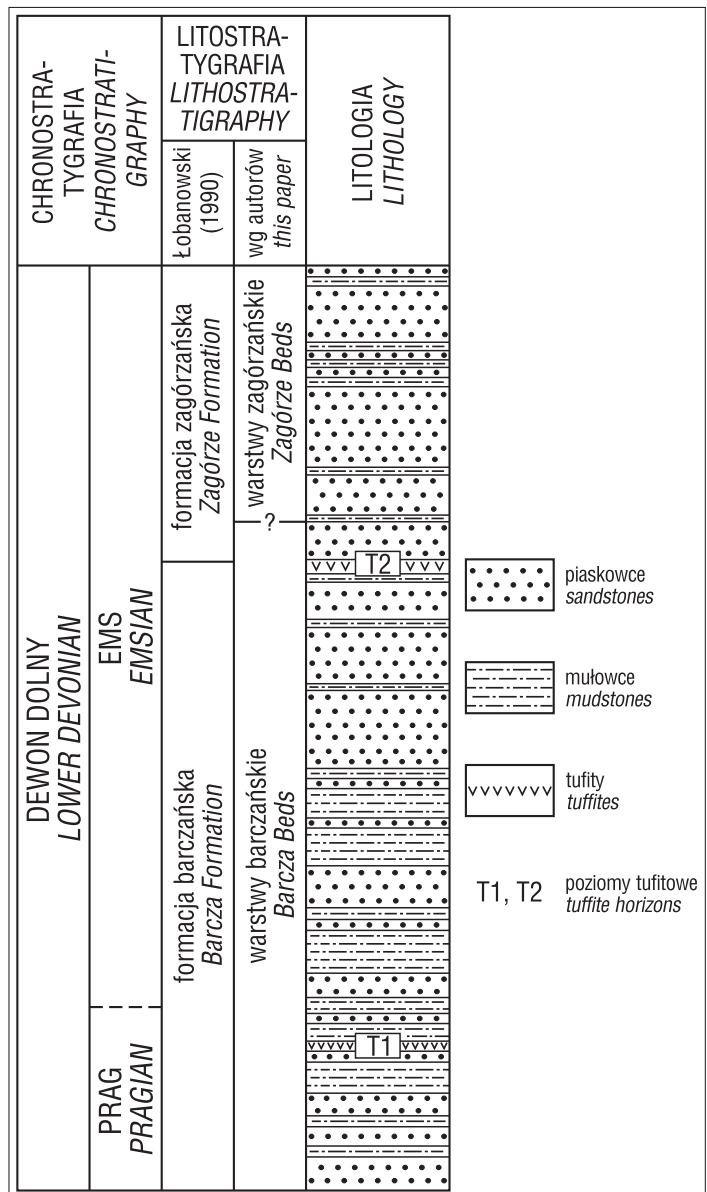 CHRONOSTRA-
TYGRAFIA
CHRONOSTRATI-
GRAPHY
LITOSTRA-
TYGRAFIA
LITHOSTRA-
TIGRAPHY
Łobanowski
(1990)
wg autorów
this paper
LITOLOGIA
LITHOLOGY
DEWON DOLNY
LOWER DEVONIAN
EMS
EMSIAN
PRAG
PRAGIAN
formacja zagórzańska
Zagórze Formation
formacja barczańska
Barcza Formation
warstwy zagórzańskie
Zagórze Beds
?
warstwy barczańskie
Barcza Beds
T2
T1
piaskowce
sandstones
mułowce
mudstones
tufity
tuffites
T1, T2
poziomy tufitowe
tuffite horizons